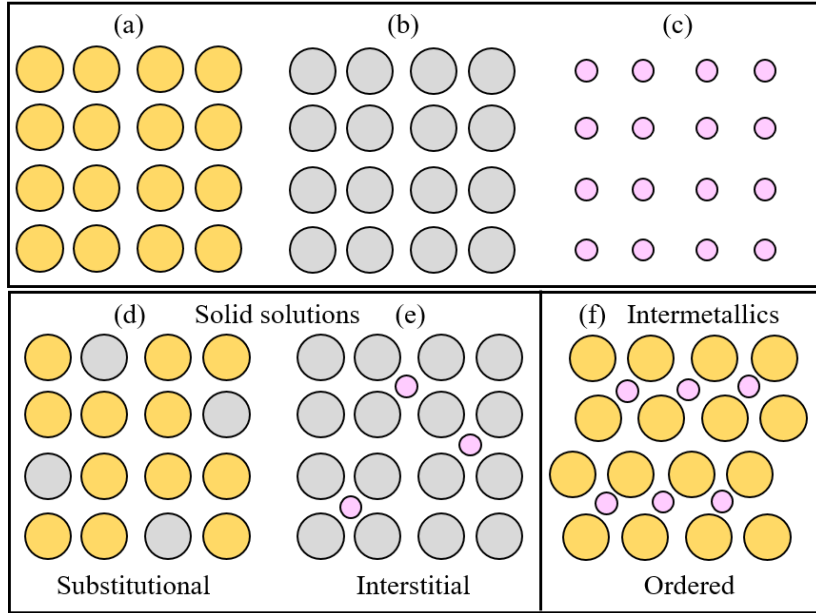 (a) (b) (c)
(d) Solid solutions (e) (f) Intermetallics
Substitutional Interstitial Ordered